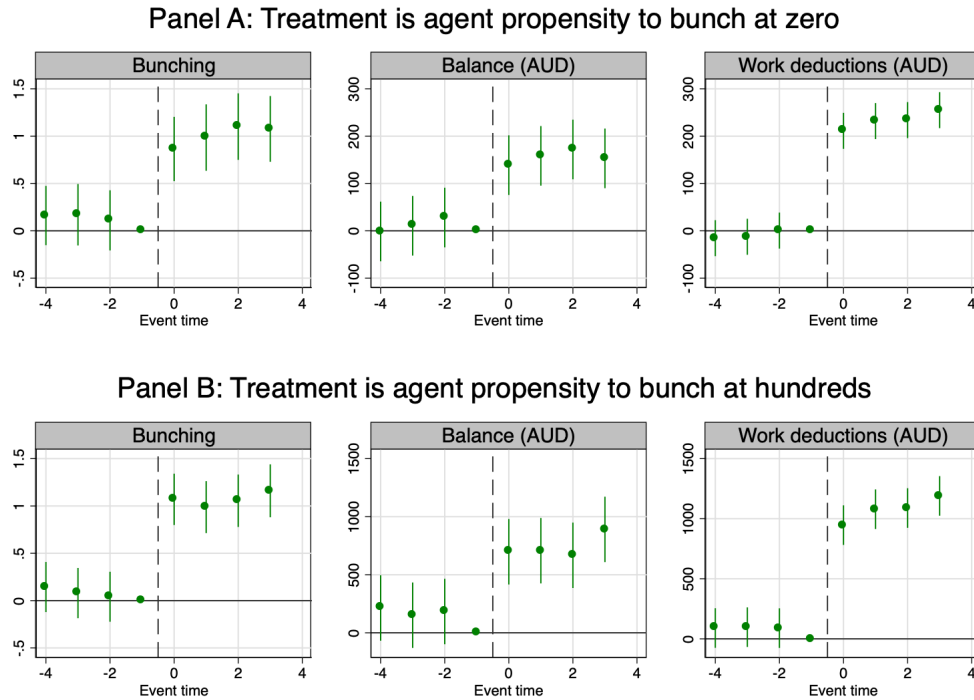 Panel A: Treatment is agent propensity to bunch at zero
Bunching
1.5
1
.5
0
-.5
-4 -2 0 2 4
Event time
Balance (AUD)
300
200
100
0
-100
-4 -2 0 2 4
Event time
Work deductions (AUD)
300
200
100
0
-100
-4 -2 0 2 4
Event time
Panel B: Treatment is agent propensity to bunch at hundreds
Bunching
1.5
1
.5
0
-.5
-4 -2 0 2 4
Event time
Balance (AUD)
1500
1000
500
0
-4 -2 0 2 4
Event time
Work deductions (AUD)
1500
1000
500
0
-4 -2 0 2 4
Event time